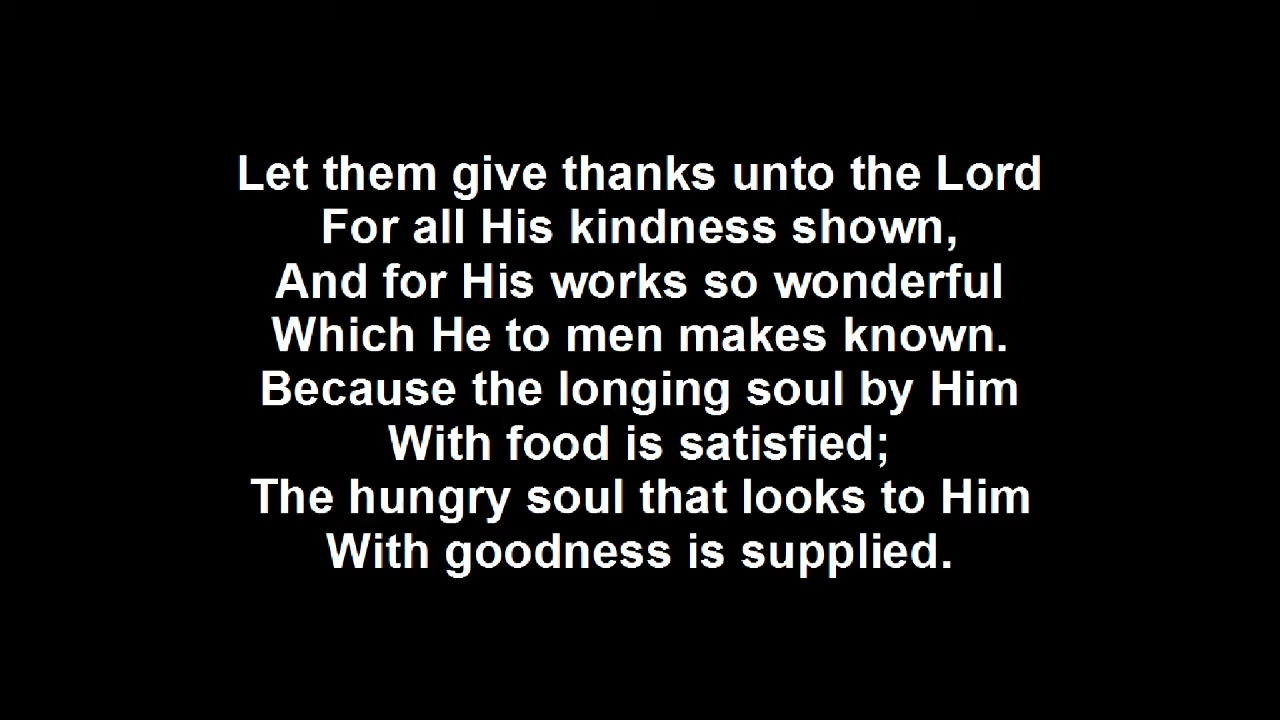 Let them give thanks unto the Lord
For all His kindness shown,
And for His works so wonderful
Which He to men makes known.
Because the longing soul by Him
With food is satisfied;
The hungry soul that looks to Him
With goodness is supplied.